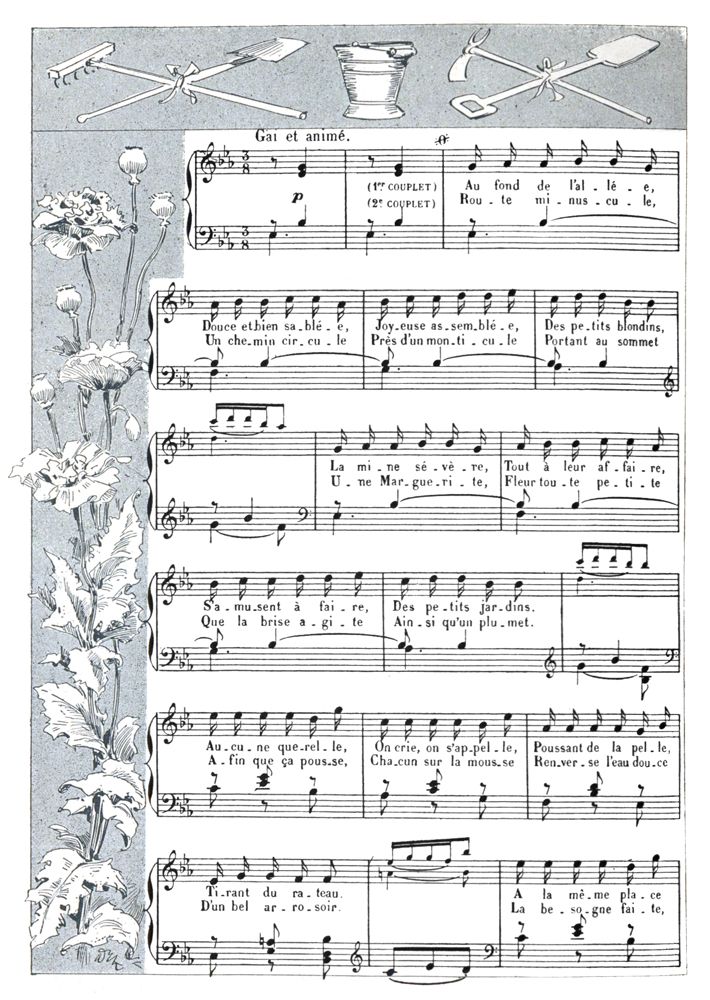 Gai et animé.
p
(1er COUPLET) Au fond de l'al - lé - e,
(2e COUPLET) Rou - te mi - nus - cu - le,
Douce et bien sa - blé - e, Joy - euse as - sem - blé - e, Des pe - tits blondins,
Un che - min cir - cu - le Près d'un mon - ti - cu - le Portant au sommet
La mi - ne sé - vè - re, Tout à leur af - fai - re,
U - ne Mar - gue - ri - te, Fleur tou - te pe - ti - te
S'a - mu - sent à fai - re, Des pe - tits jar - dins.
Que la brise a - gi - te Ain - si qu'un plu - met.
Au - cu - ne que - rel - le, On crie, on s'ap - pel - le, Poussant de la pel - le,
A - fin que ça pous - se, Cha - cun sur la mous - se Ren - ver - se l'eau dou - ce
Ti - rant du ra - teau. A la mê - me pla - ce
D'un bel ar - ro - soir. La be - so - gne fai - te,